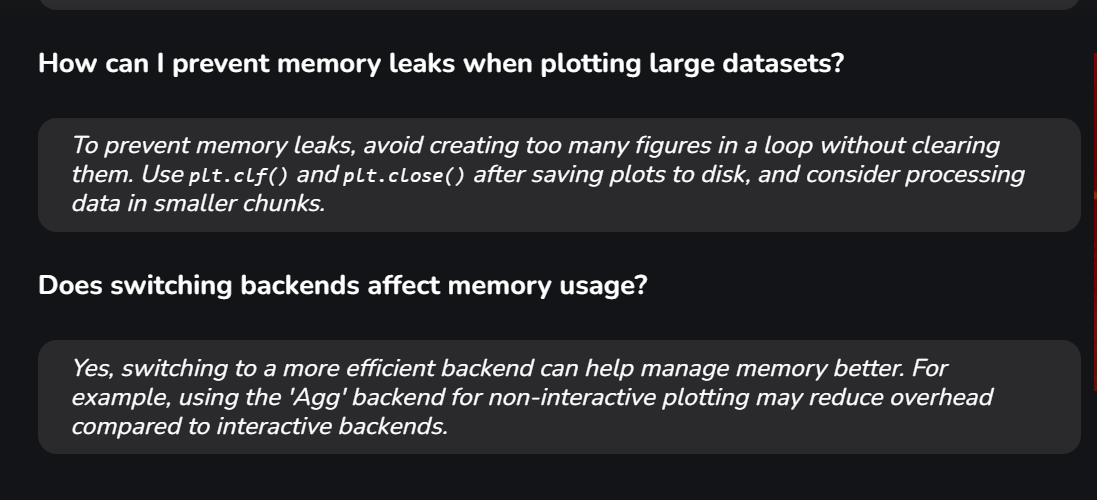 How can I prevent memory leaks when plotting large datasets?
To prevent memory leaks, avoid creating too many figures in a loop without clearing
them. Use plt.clf() and plt.close() after saving plots to disk, and consider processing
data in smaller chunks.
Does switching backends affect memory usage?
Yes, switching to a more efficient backend can help manage memory better. For
example, using the 'Agg' backend for non-interactive plotting may reduce overhead
compared to interactive backends.